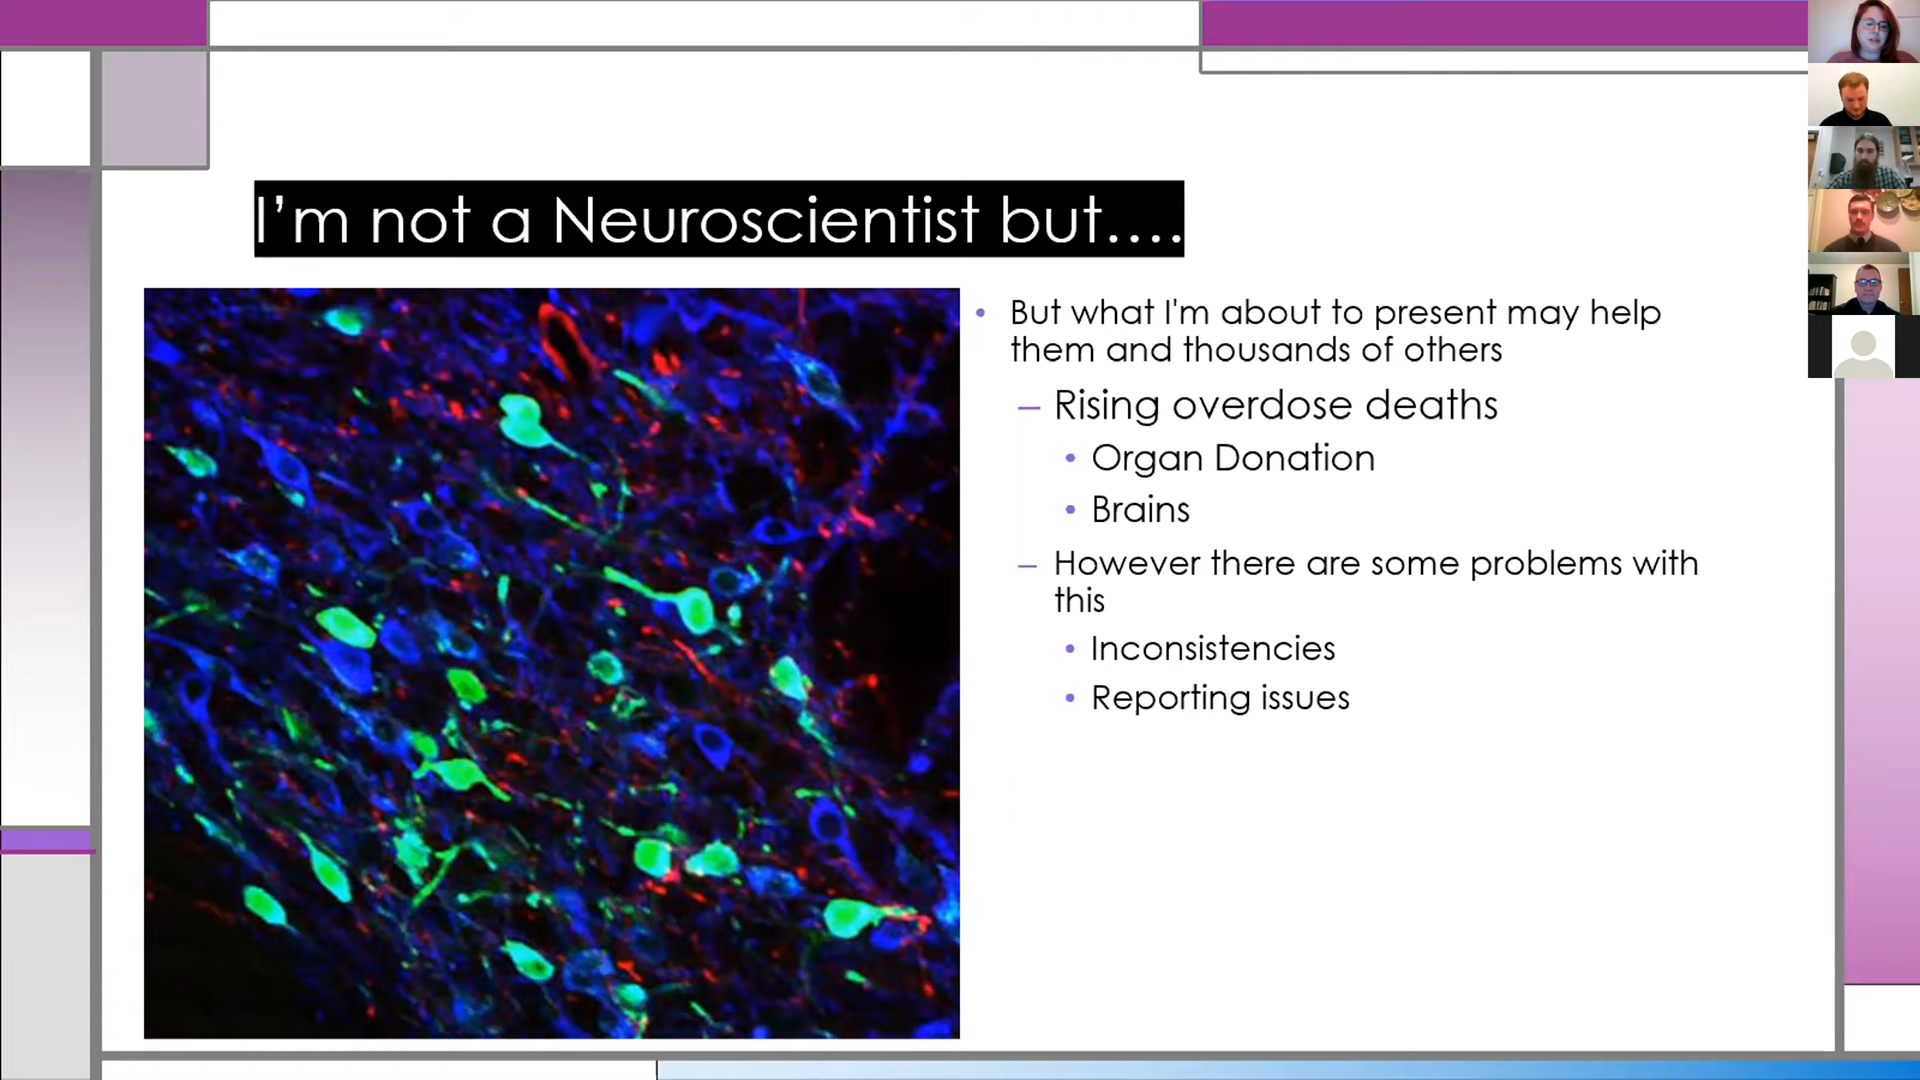 I’m not a Neuroscientist but....
• But what I'm about to present may help
them and thousands of others
– Rising overdose deaths
• Organ Donation
• Brains
– However there are some problems with
this
• Inconsistencies
• Reporting issues